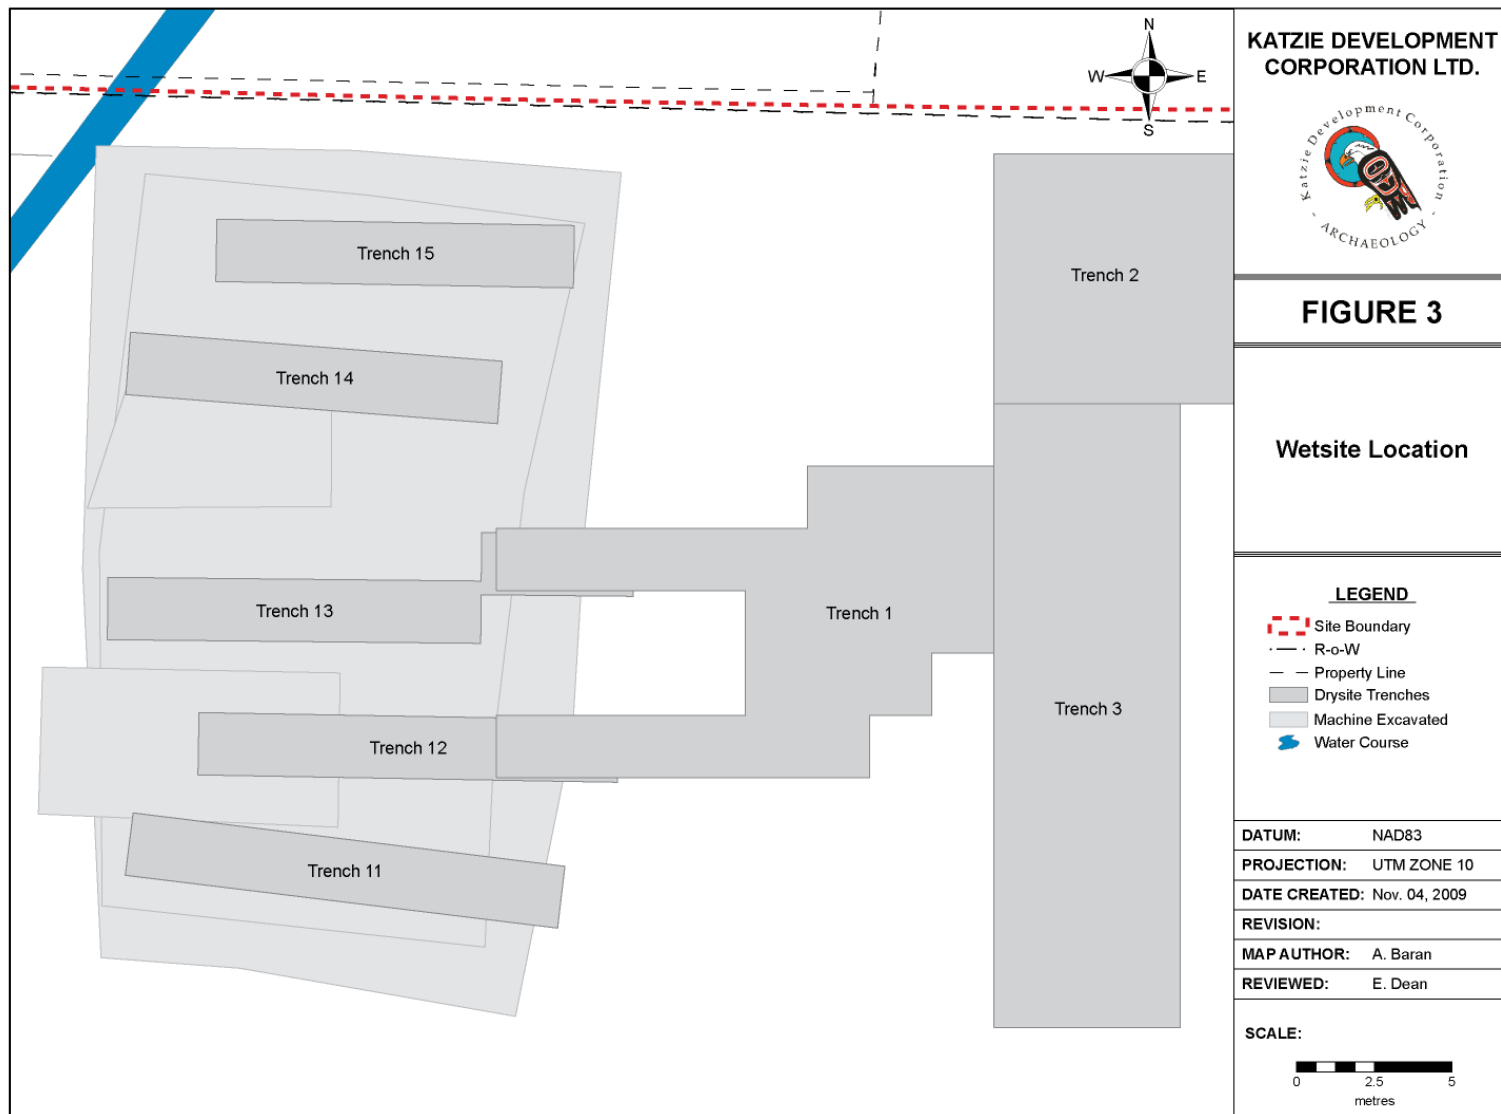 N
W E
S
Trench 15
Trench 14
Trench 13
Trench 12
Trench 11
Trench 1
Trench 2
Trench 3
KATZIE DEVELOPMENT
CORPORATION LTD.
Katzie Development Corporation
- ARCHAEOLOGY -
FIGURE 3
Wetsite Location
LEGEND
Site Boundary
R-o-W
Property Line
Drysite Trenches
Machine Excavated
Water Course
DATUM: NAD83
PROJECTION: UTM ZONE 10
DATE CREATED: Nov. 04, 2009
REVISION:
MAP AUTHOR: A. Baran
REVIEWED: E. Dean
SCALE:
0 2.5 5
metres